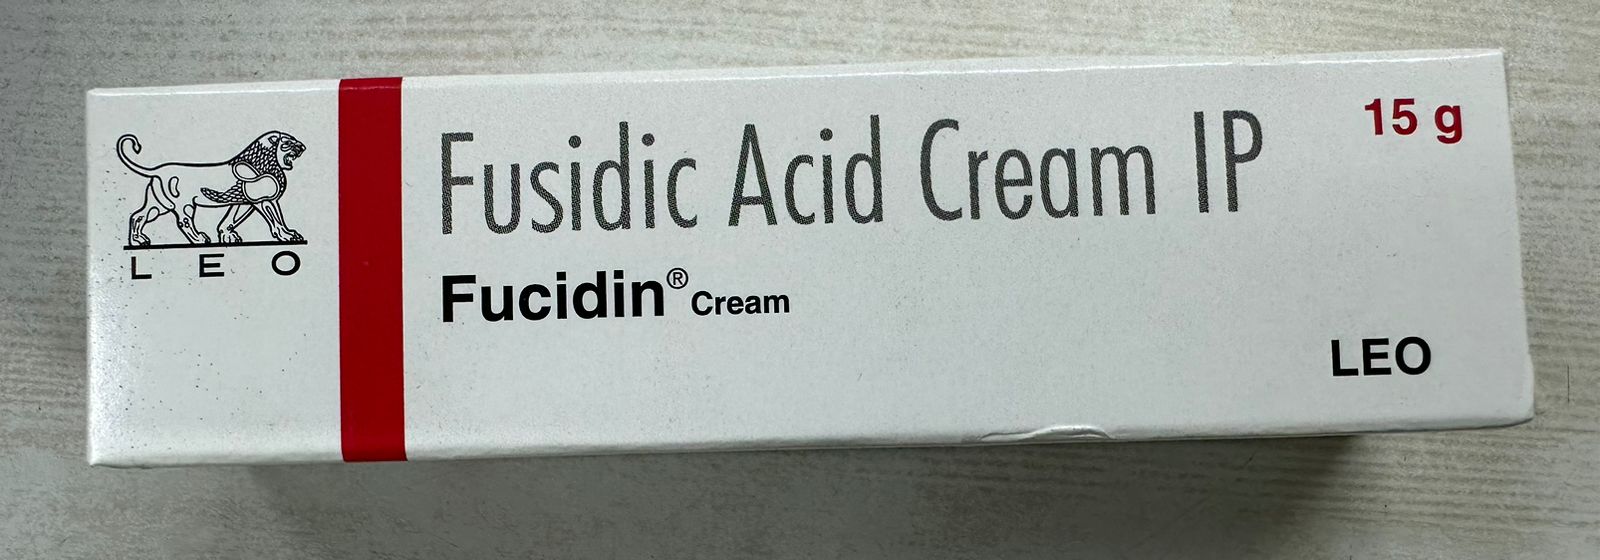 LEO
Fusidic Acid Cream IP
15 g
Fucidin® Cream
LEO